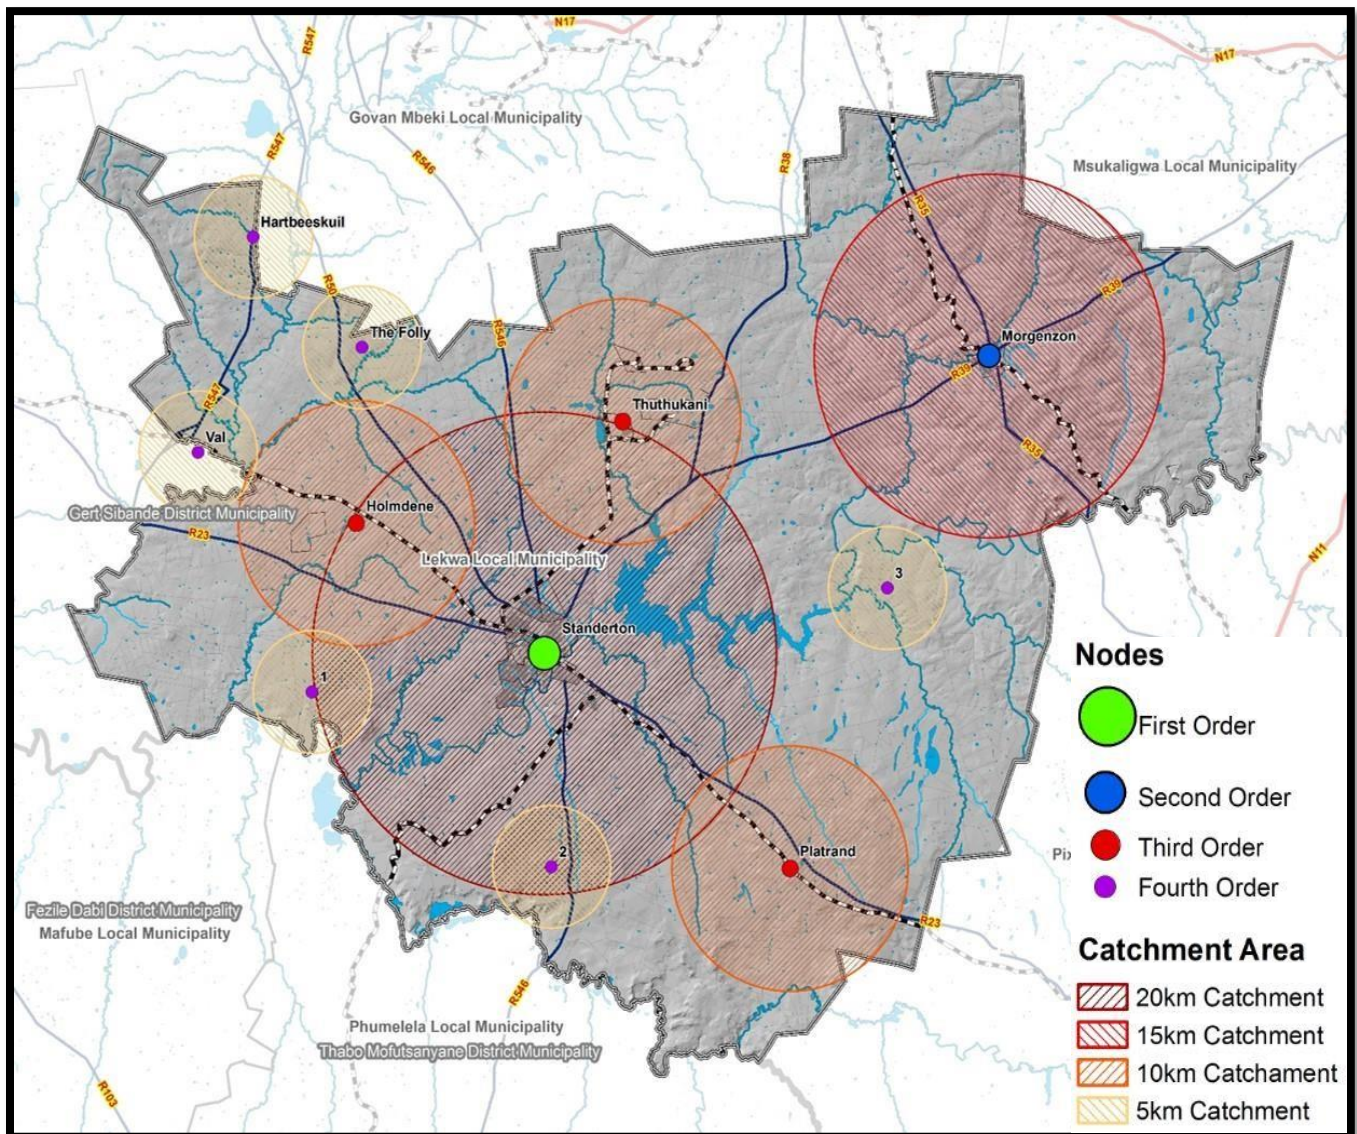 N17
R547
N17
Govan Mbeki Local Municipality
R547
R546
R38
Msukaligwa Local Municipality
R35
Hartbeeskuil
R50
R39
The Folly
R546
Morgenzon
R39
R547
Thuthukani
Val
R35
Holmdene
Gert Sibande District Municipality
R23
Lekwa Local Municipality
N11
3
Standerton
1
2
Platrand
Pix
R23
Fezile Dabi District Municipality
Mafube Local Municipality
R546
Phumelela Local Municipality
Thabo Mofutsanyane District Municipality
R103
Nodes
First Order
Second Order
Third Order
Fourth Order
Catchment Area
20km Catchment
15km Catchment
10km Catchament
5km Catchment